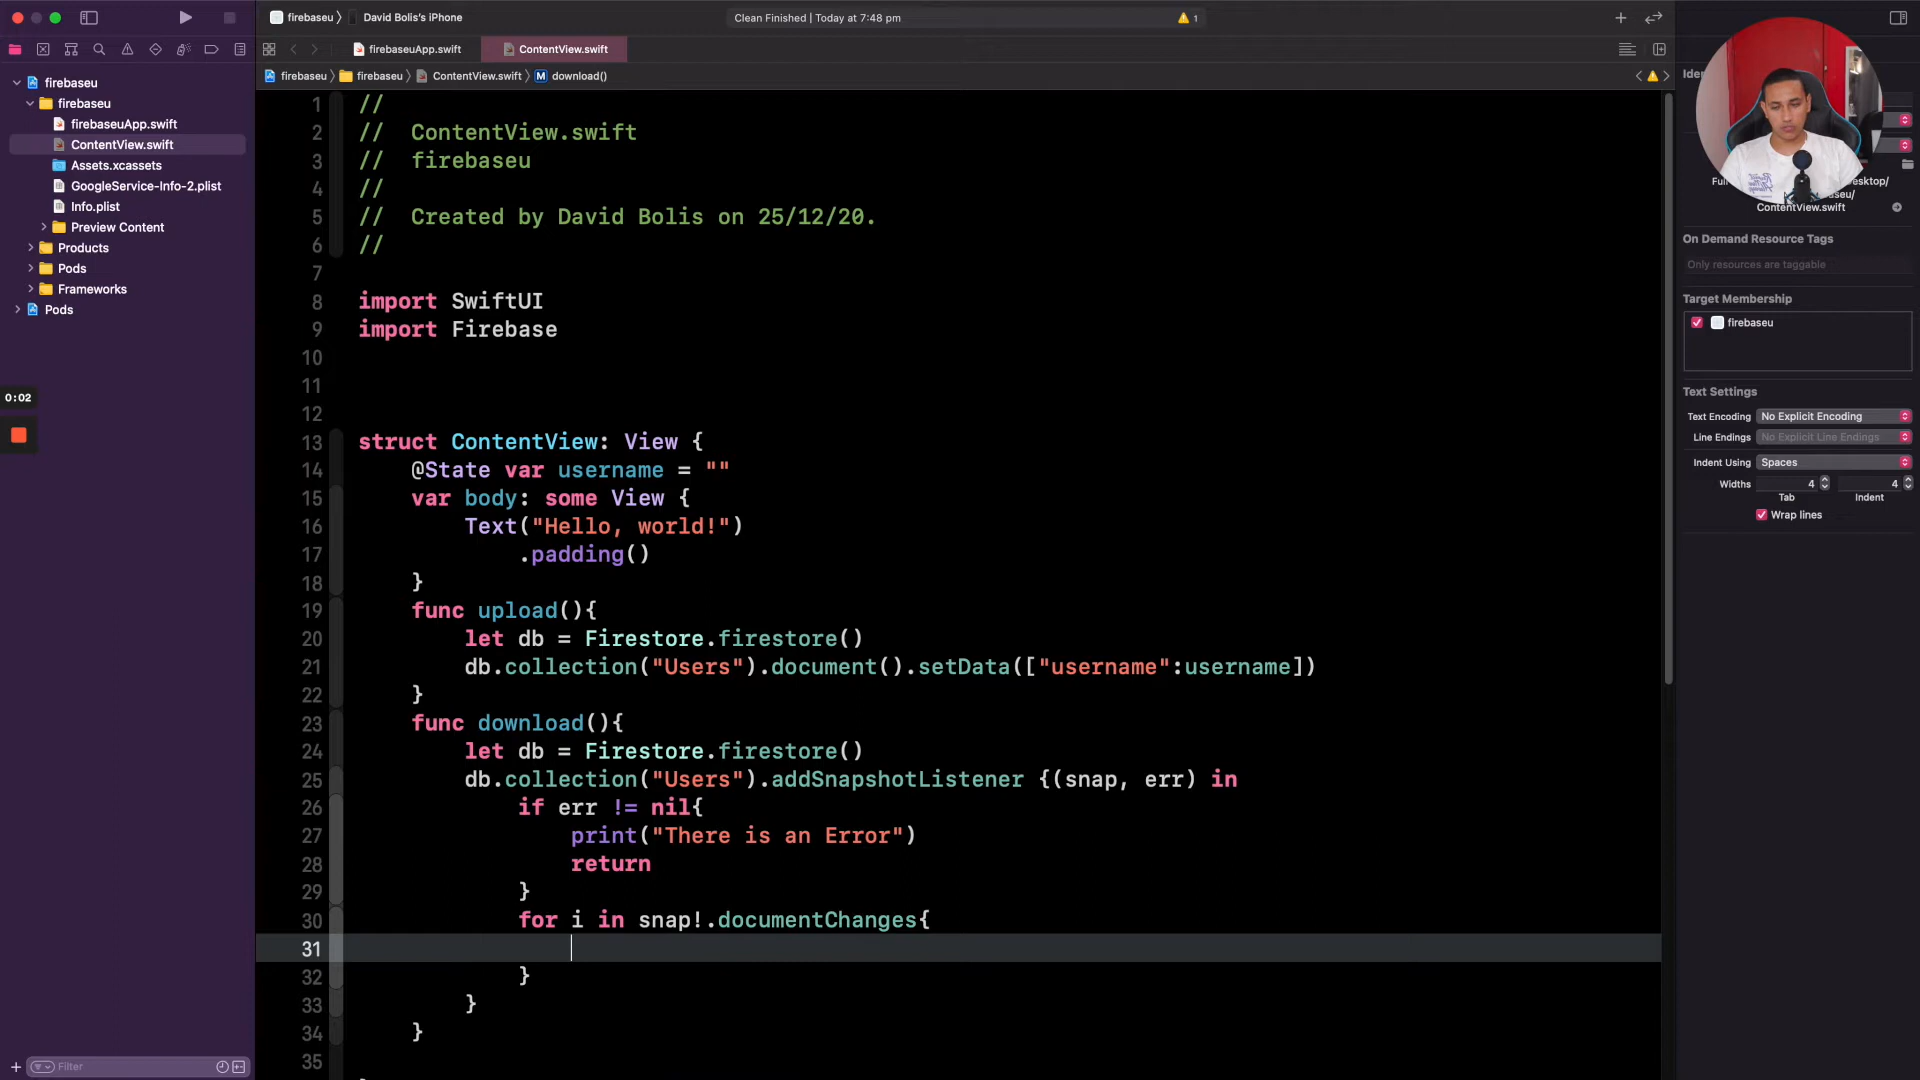 firebaseu
David Bolis's iPhone
Clean Finished | Today at 7:48 pm
1
firebaseuApp.swift
ContentView.swift
firebaseu
firebaseu
ContentView.swift
M
download()
firebaseu
firebaseu
firebaseuApp.swift
ContentView.swift
Assets.xcassets
GoogleService-Info-2.plist
Info.plist
Preview Content
Products
Pods
Frameworks
Pods
0:02
Filter
1 //
2 // ContentView.swift
3 // firebaseu
4 //
5 // Created by David Bolis on 25/12/20.
6 //
7
8 import SwiftUI
9 import Firebase
10
11
12
13 struct ContentView: View {
14 @State var username = ""
15 var body: some View {
16 Text("Hello, world!")
17 .padding()
18 }
19 func upload(){
20 let db = Firestore.firestore()
21 db.collection("Users").document().setData(["username":username])
22 }
23 func download(){
24 let db = Firestore.firestore()
25 db.collection("Users").addSnapshotListener {(snap, err) in
26 if err != nil{
27 print("There is an Error")
28 return
29 }
30 for i in snap!.documentChanges{
31
32 }
33 }
34 }
35
ContentView.swift
On Demand Resource Tags
Only resources are taggable
Target Membership
firebaseu
Text Settings
Text Encoding No Explicit Encoding
Line Endings No Explicit Line Endings
Indent Using Spaces
Widths 4 4
Tab Indent
Wrap lines